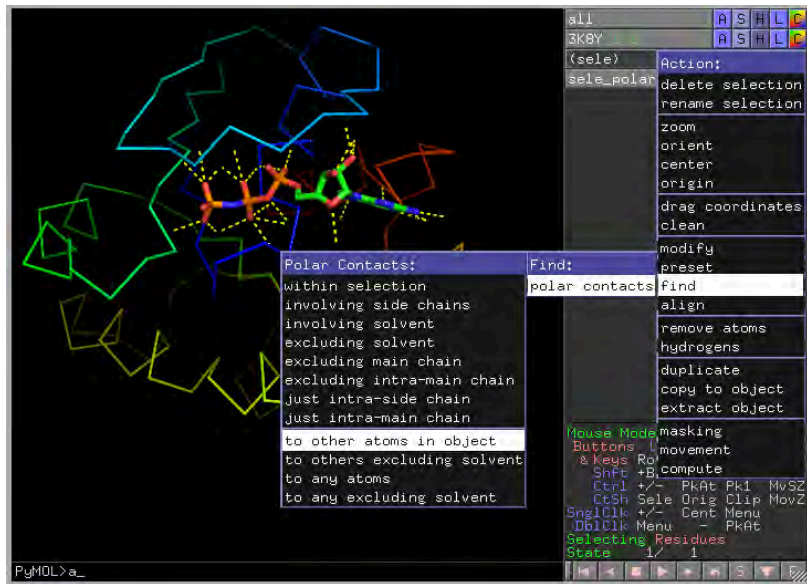 all A S H L C
3K8Y A S H L C
(sele)
sele_polar
Action:
delete selection
rename selection
zoom
orient
center
origin
drag coordinates
clean
modify
preset
find
align
remove atoms
hydrogens
duplicate
copy to object
extract object
masking
movement
compute
Find:
polar contacts
Polar Contacts:
within selection
involving side chains
involving solvent
excluding solvent
excluding main chain
excluding intra-main chain
just intra-side chain
just intra-main chain
to other atoms in object
to others excluding solvent
to any atoms
to any excluding solvent
Mouse Mode
Buttons L
& Keys Ro
Shft +B
Ctrl +/- PkAt Pk1 MvSZ
CtSh Sele Orig Clip MovZ
SnglClk +/- Cent Menu
DblClk Menu - PkAt
Selecting Residues
State 1/ 1
S
PyMOL>a_